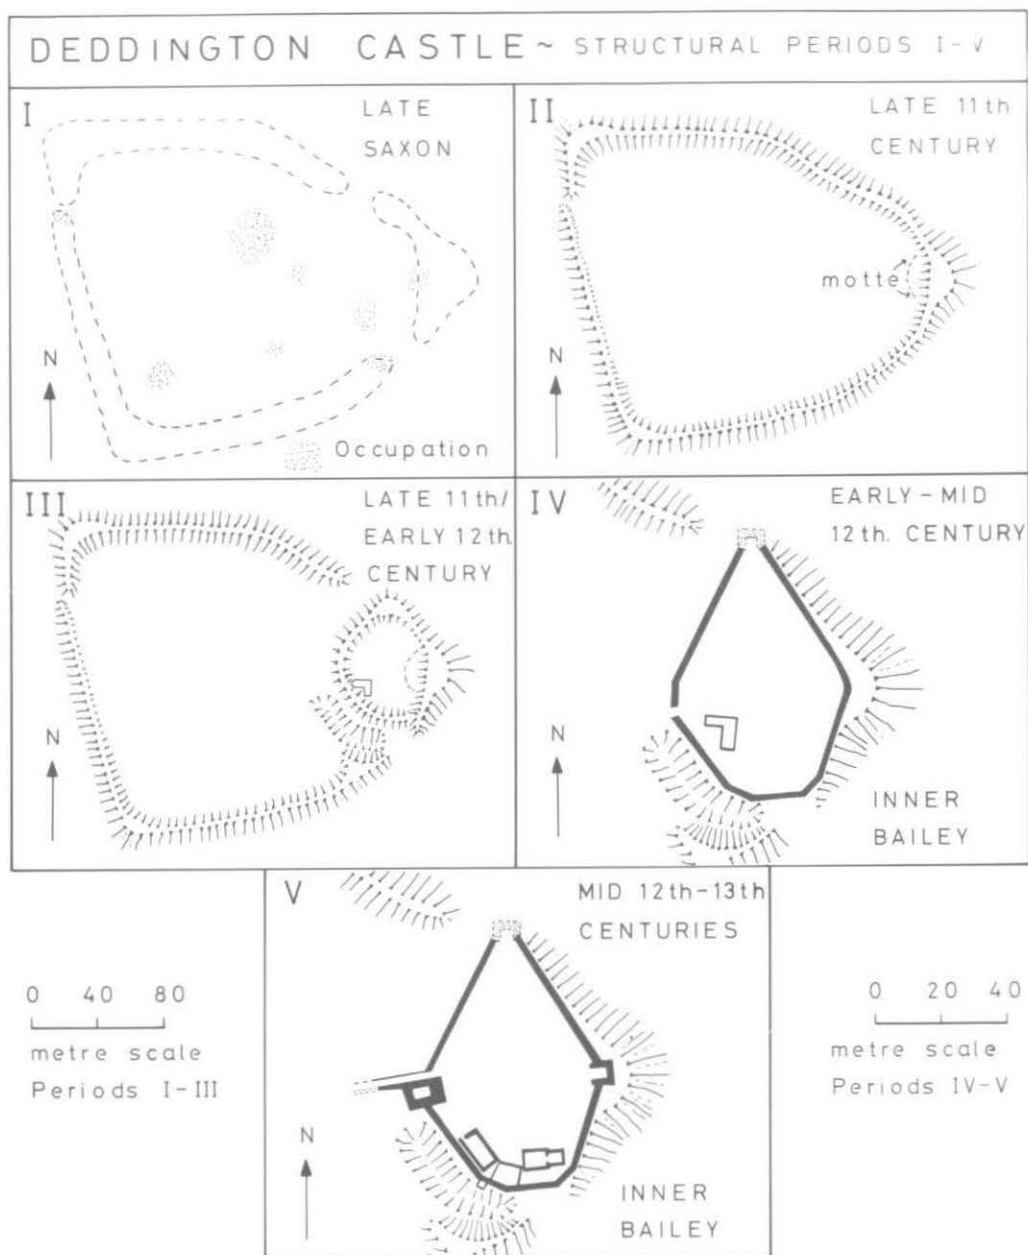 DEDDINGTON CASTLE ~ STRUCTURAL PERIODS I-V
I
LATE
SAXON
N
Occupation
II
LATE 11th
CENTURY
motte
N
III
LATE 11th/
EARLY 12th.
CENTURY
N
IV
EARLY-MID
12th. CENTURY
N
INNER
BAILEY
V
MID 12th-13th
CENTURIES
N
INNER
BAILEY
0 40 80
metre scale
Periods I-III
0 20 40
metre scale
Periods IV-V